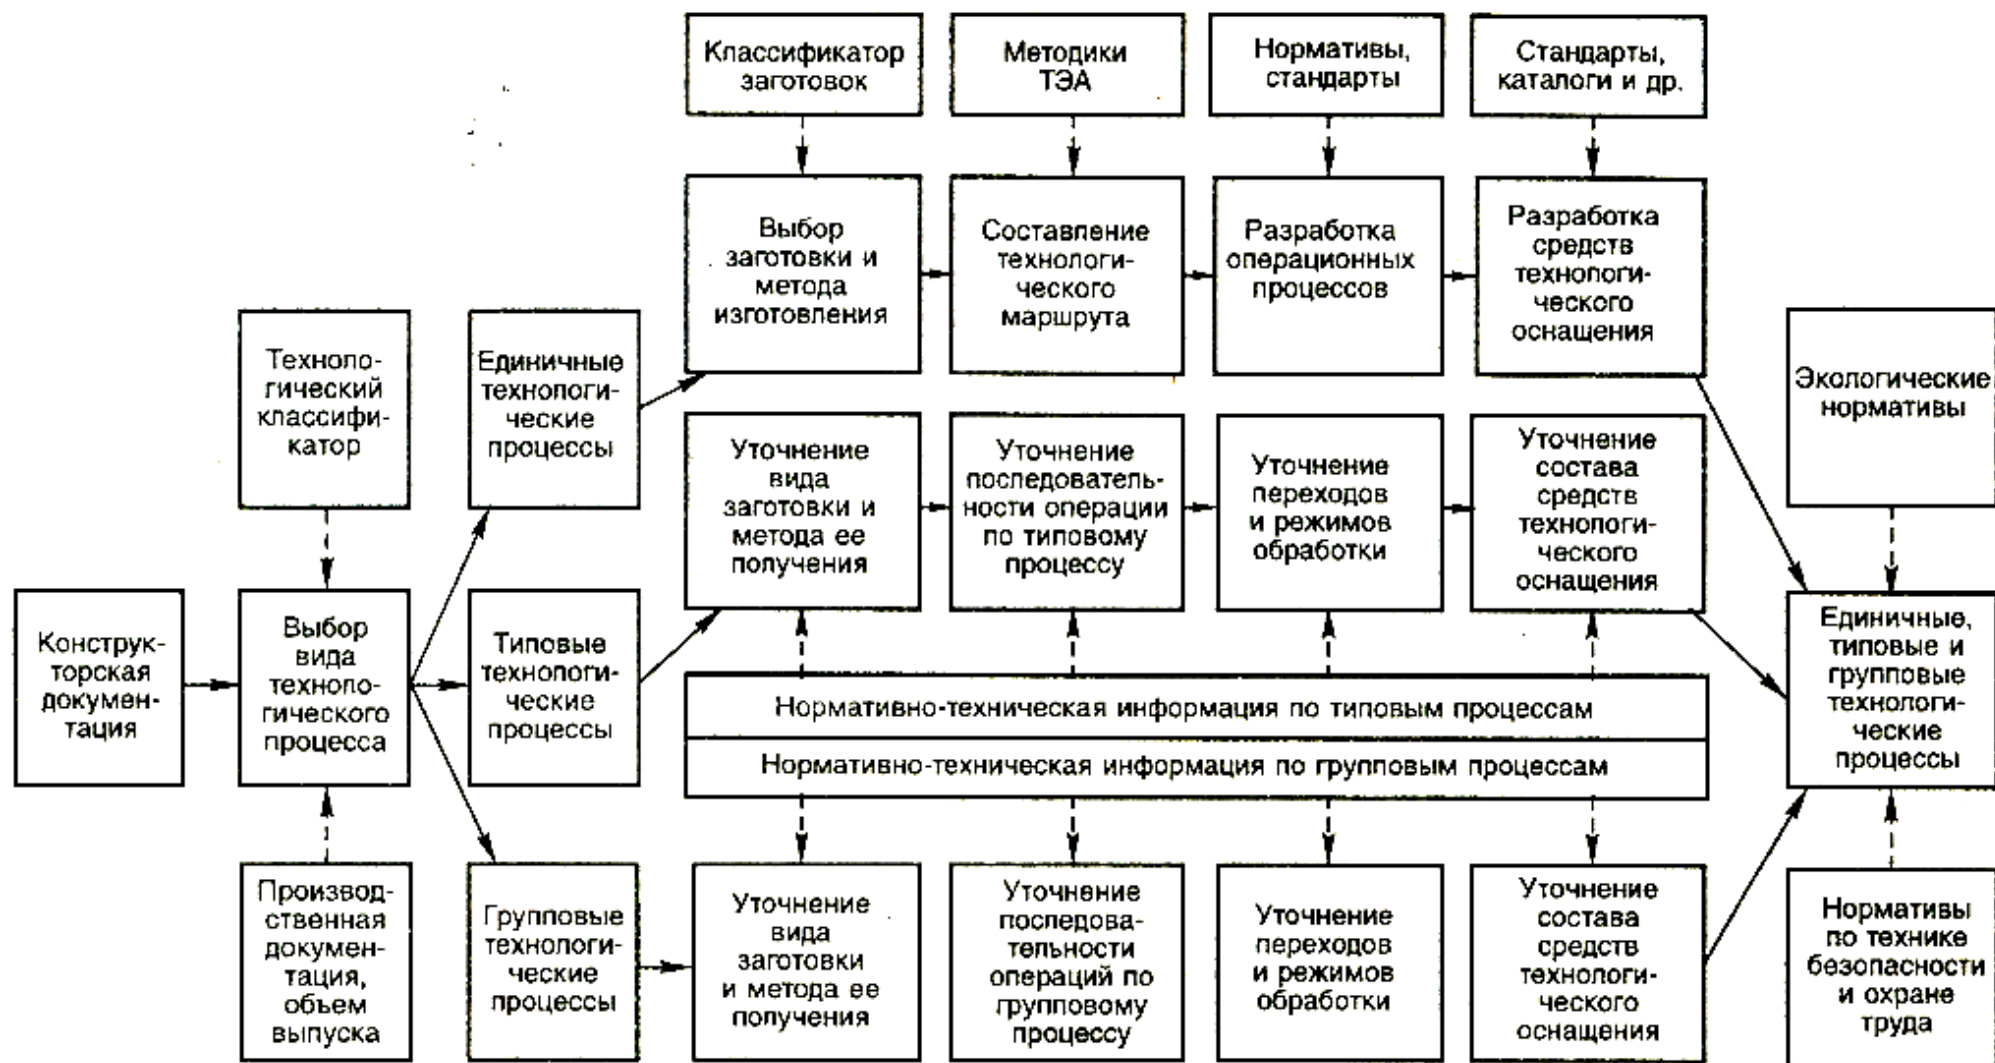 Классификатор
заготовок
Методики
ТЭА
Нормативы,
стандарты
Стандарты,
каталоги и др.
Выбор
заготовки и
метода
изготовления
Составление
технологи-
ческого
маршрута
Разработка
операционных
процессов
Разработка
средств
технологи-
ческого
оснащения
Техноло-
гический
классифи-
катор
Единичные
технологи-
ческие
процессы
Экологические
нормативы
Уточнение
вида
заготовки и
метода ее
получения
Уточнение
последователь-
ности операции
по типовому
процессу
Уточнение
переходов
и режимов
обработки
Уточнение
состава
средств
технологи-
ческого
оснащения
Конструк-
торская
докумен-
тация
Выбор
вида
техноло-
гического
процесса
Типовые
технологи-
ческие
процессы
Единичные,
типовые и
групповые
технологи-
ческие
процессы
Нормативно-техническая информация по типовым процессам
Нормативно-техническая информация по групповым процессам
Производ-
ственная
докумен-
тация,
объем
выпуска
Групповые
технологи-
ческие
процессы
Уточнение
вида
заготовки
и метода ее
получения
Уточнение
последова-
тельности
операций по
групповому
процессу
Уточнение
переходов
и режимов
обработки
Уточнение
состава
средств
технологи-
ческого
оснащения
Нормативы
по технике
безопасности
и охране
труда